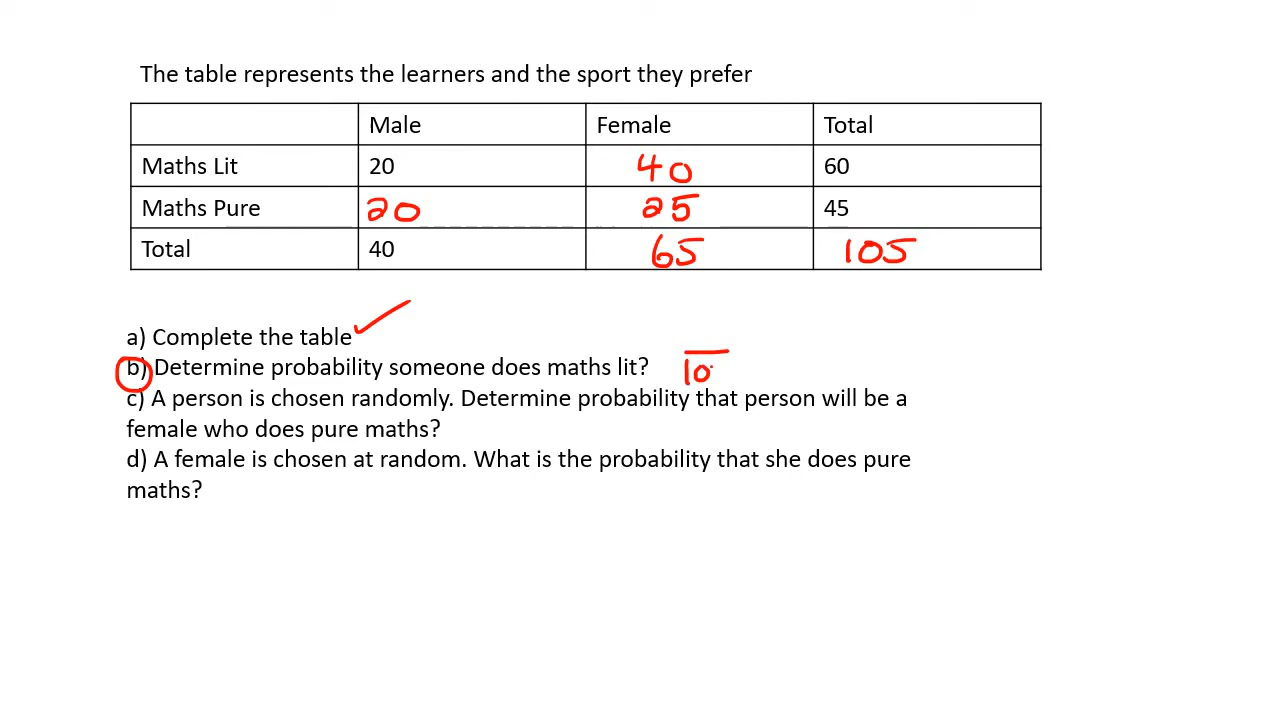 The table represents the learners and the sport they prefer
Male Female Total
Maths Lit 20 40 60
Maths Pure 20 25 45
Total 40 65 105
a) Complete the table
b) Determine probability someone does maths lit? 10
c) A person is chosen randomly. Determine probability that person will be a
female who does pure maths?
d) A female is chosen at random. What is the probability that she does pure
maths?